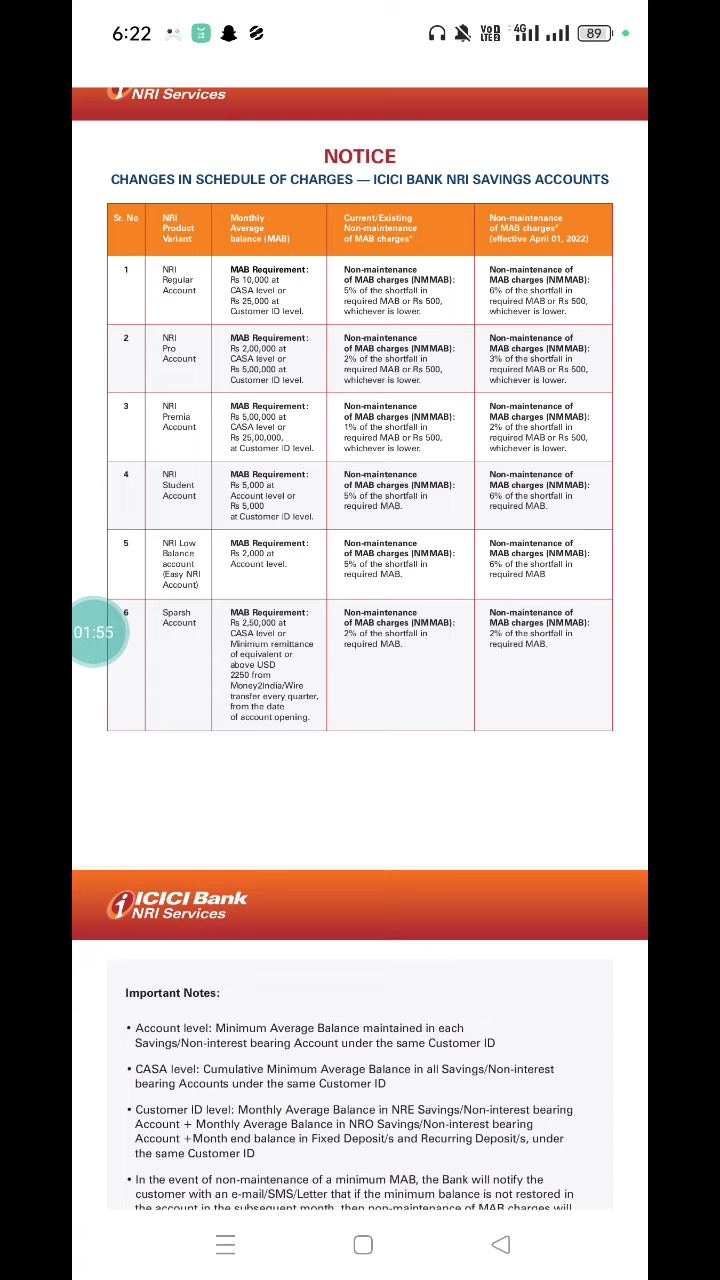 6:22
VoD
LTE2
4G
89
NRI Services
NOTICE
CHANGES IN SCHEDULE OF CHARGES — ICICI BANK NRI SAVINGS ACCOUNTS
Sr. No
NRI
Product
Variant
Monthly
Average
balance (MAB)
Current/Existing
Non-maintenance
of MAB charges*
Non-maintenance
of MAB charges*
(effective April 01, 2022)
1
NRI
Regular
Account
MAB Requirement:
Rs 10,000 at
CASA level or
Rs 25,000 at
Customer ID level.
Non-maintenance
of MAB charges (NMMAB):
5% of the shortfall in
required MAB or Rs 500,
whichever is lower.
Non-maintenance of
MAB charges (NMMAB):
6% of the shortfall in
required MAB or Rs 500,
whichever is lower.
2
NRI
Pro
Account
MAB Requirement:
Rs 2,00,000 at
CASA level or
Rs 5,00,000 at
Customer ID level.
Non-maintenance
of MAB charges (NMMAB):
2% of the shortfall in
required MAB or Rs 500,
whichever is lower.
Non-maintenance of
MAB charges (NMMAB):
3% of the shortfall in
required MAB or Rs 500,
whichever is lower.
3
NRI
Premia
Account
MAB Requirement:
Rs 5,00,000 at
CASA level or
Rs 25,00,000,
at Customer ID level.
Non-maintenance
of MAB charges (NMMAB):
1% of the shortfall in
required MAB or Rs 500,
whichever is lower.
Non-maintenance of
MAB charges (NMMAB):
2% of the shortfall in
required MAB or Rs 500,
whichever is lower.
4
NRI
Student
Account
MAB Requirement:
Rs 5,000 at
Account level or
Rs 5,000
at Customer ID level.
Non-maintenance
of MAB charges (NMMAB):
5% of the shortfall in
required MAB.
Non-maintenance of
MAB charges (NMMAB):
6% of the shortfall in
required MAB.
5
NRI Low
Balance
account
(Easy NRI
Account)
MAB Requirement:
Rs 2,000 at
Account level.
Non-maintenance
of MAB charges (NMMAB):
5% of the shortfall in
required MAB.
Non-maintenance of
MAB charges (NMMAB):
6% of the shortfall in
required MAB
6
Sparsh
Account
MAB Requirement:
Rs 2,50,000 at
CASA level or
Minimum remittance
of equivalent or
above USD
2250 from
Money2India/Wire
transfer every quarter,
from the date
of account opening.
Non-maintenance
of MAB charges (NMMAB):
2% of the shortfall in
required MAB.
Non-maintenance of
MAB charges (NMMAB):
2% of the shortfall in
required MAB.
01:55
ICICI Bank
NRI Services
Important Notes:
• Account level: Minimum Average Balance maintained in each
Savings/Non-interest bearing Account under the same Customer ID
• CASA level: Cumulative Minimum Average Balance in all Savings/Non-interest
bearing Accounts under the same Customer ID
• Customer ID level: Monthly Average Balance in NRE Savings/Non-interest bearing
Account + Monthly Average Balance in NRO Savings/Non-interest bearing
Account +Month end balance in Fixed Deposit/s and Recurring Deposit/s, under
the same Customer ID
• In the event of non-maintenance of a minimum MAB, the Bank will notify the
customer with an e-mail/SMS/Letter that if the minimum balance is not restored in
the account in the subsequent month, then non-maintenance of MAB charges will